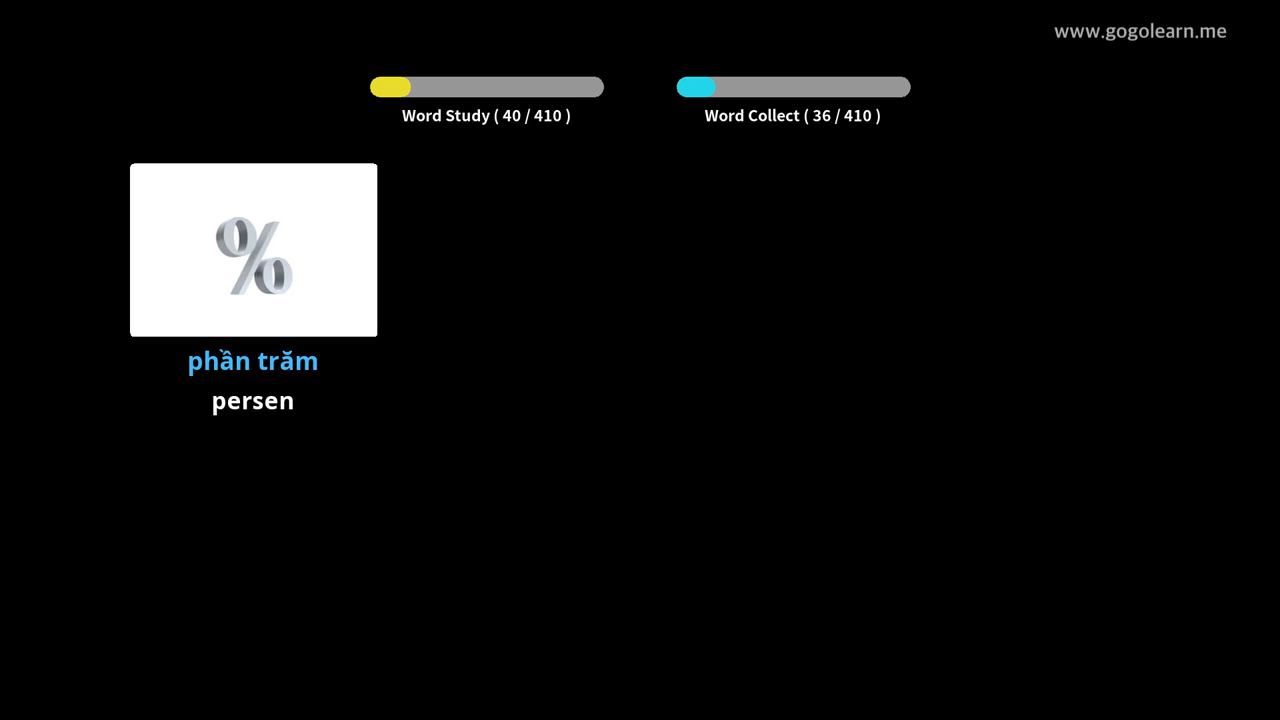 www.gogolearn.me
Word Study ( 40 / 410 )
Word Collect ( 36 / 410 )
%
phần trăm
persen